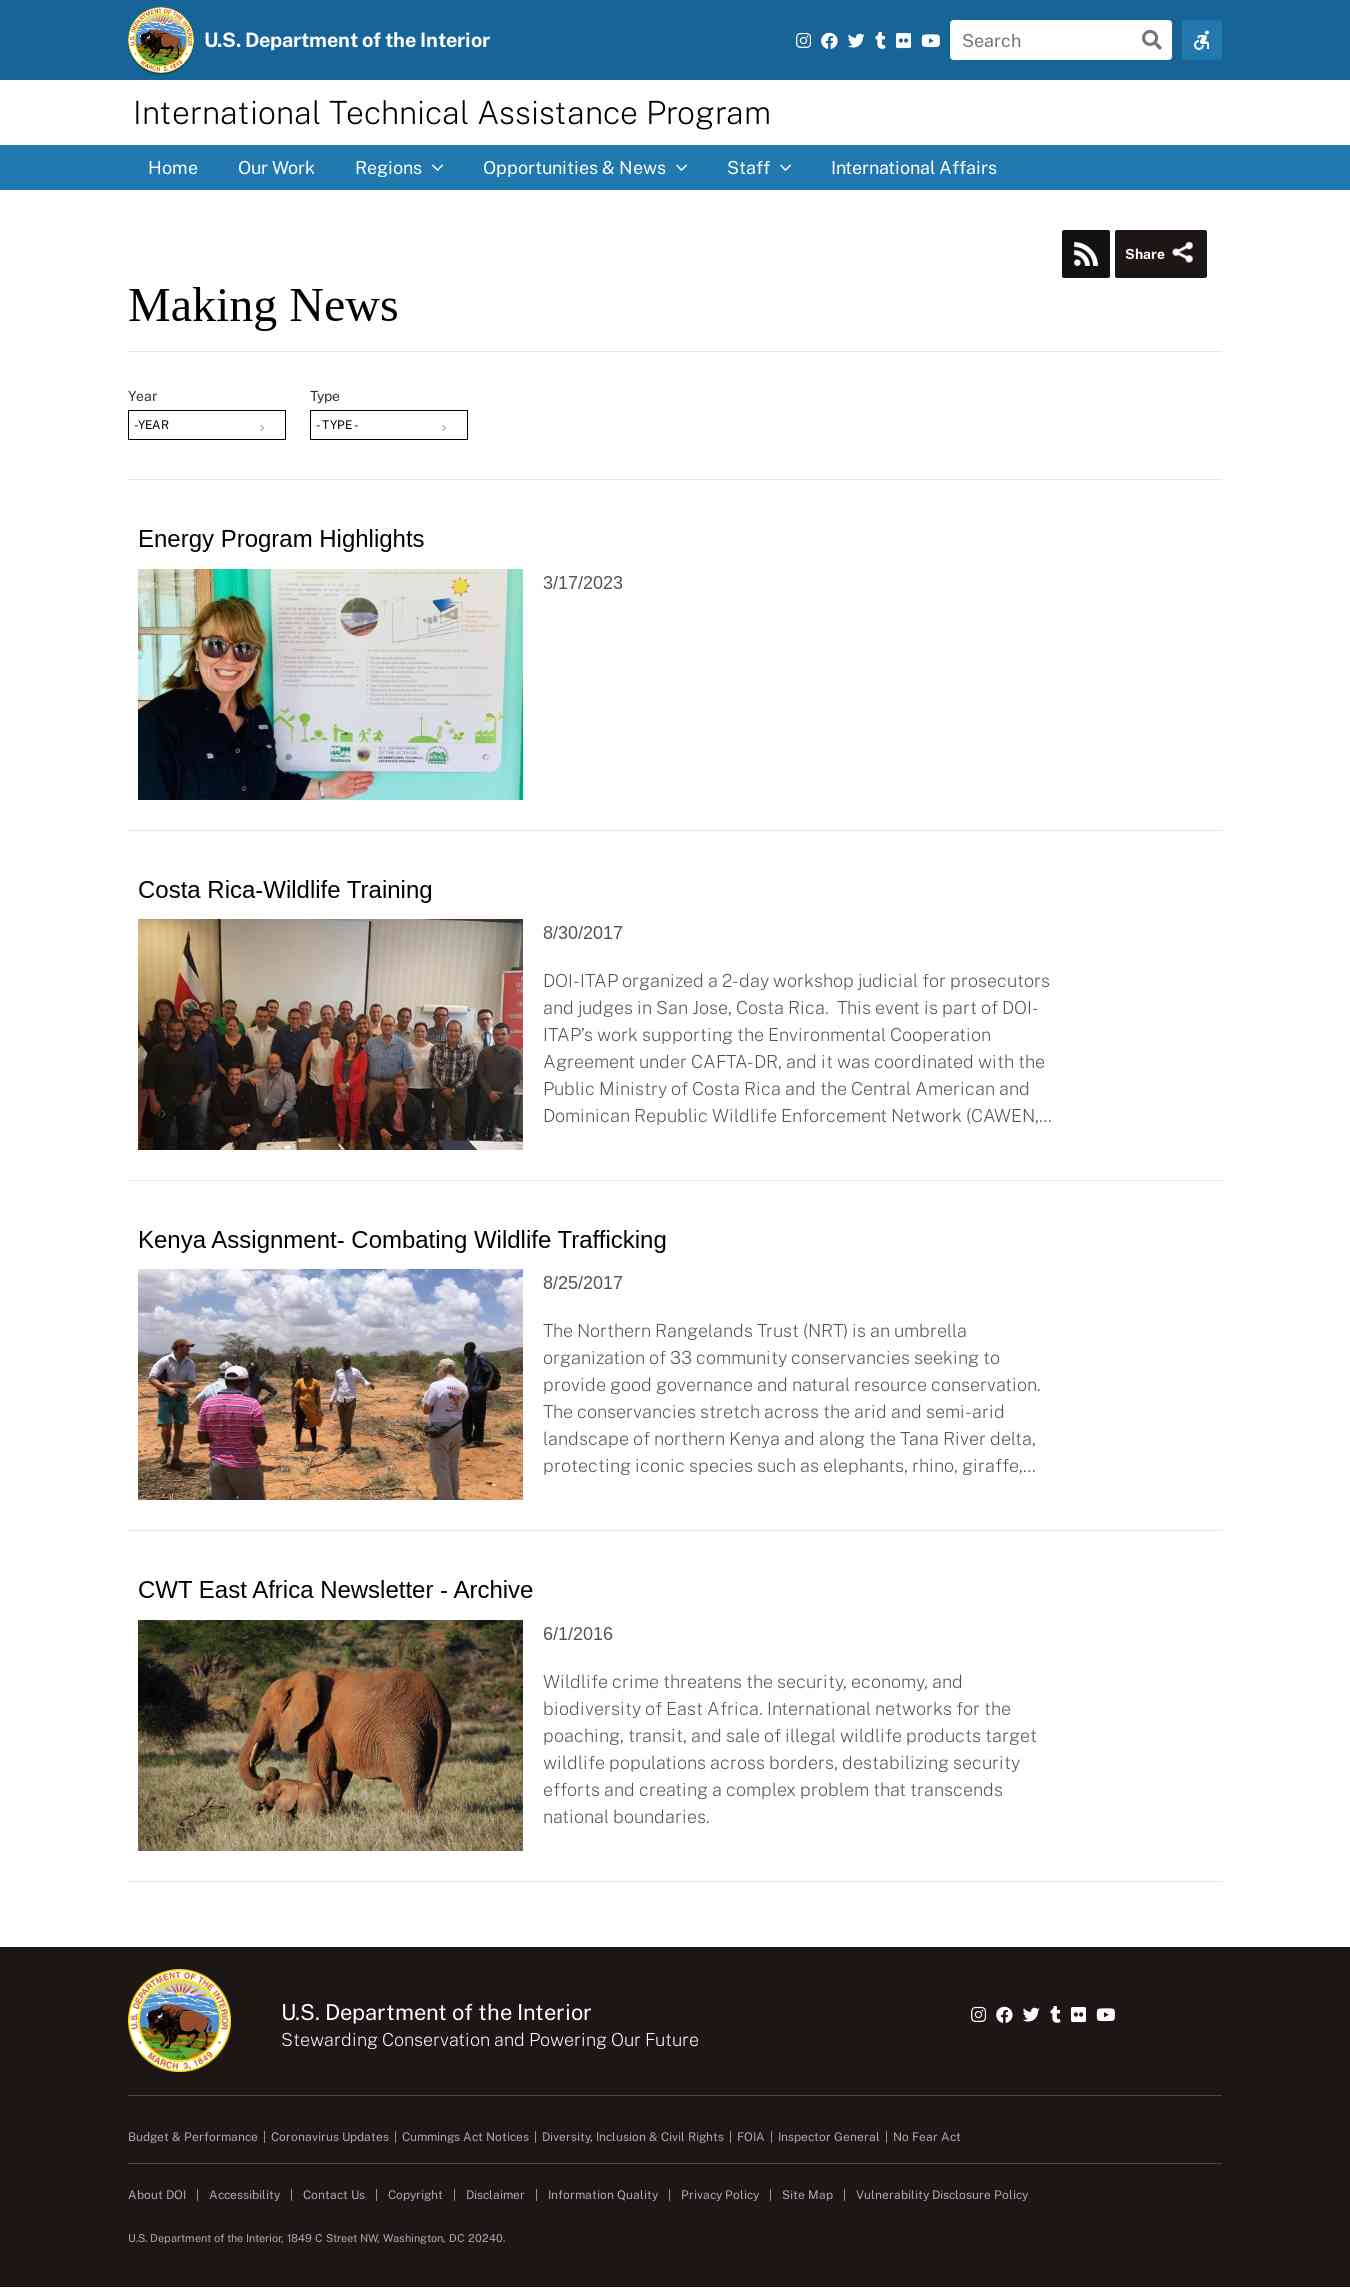 U.S. Department of the Interior
Search
International Technical Assistance Program
Home Our Work Regions Opportunities & News Staff International Affairs
Share
Making News
Year Type
-YEAR - TYPE -
Energy Program Highlights
3/17/2023
Costa Rica-Wildlife Training
8/30/2017
DOI-ITAP organized a 2-day workshop judicial for prosecutors
and judges in San Jose, Costa Rica.  This event is part of DOI-
ITAP’s work supporting the Environmental Cooperation
Agreement under CAFTA-DR, and it was coordinated with the
Public Ministry of Costa Rica and the Central American and
Dominican Republic Wildlife Enforcement Network (CAWEN,...
Kenya Assignment- Combating Wildlife Trafficking
8/25/2017
The Northern Rangelands Trust (NRT) is an umbrella
organization of 33 community conservancies seeking to
provide good governance and natural resource conservation.
The conservancies stretch across the arid and semi-arid
landscape of northern Kenya and along the Tana River delta,
protecting iconic species such as elephants, rhino, giraffe,...
CWT East Africa Newsletter - Archive
6/1/2016
Wildlife crime threatens the security, economy, and
biodiversity of East Africa. International networks for the
poaching, transit, and sale of illegal wildlife products target
wildlife populations across borders, destabilizing security
efforts and creating a complex problem that transcends
national boundaries.
U.S. DEPARTMENT OF THE INTERIOR
MARCH 3, 1849
U.S. Department of the Interior
Stewarding Conservation and Powering Our Future
Budget & Performance | Coronavirus Updates | Cummings Act Notices | Diversity, Inclusion & Civil Rights | FOIA | Inspector General | No Fear Act
About DOI | Accessibility | Contact Us | Copyright | Disclaimer | Information Quality | Privacy Policy | Site Map | Vulnerability Disclosure Policy
U.S. Department of the Interior, 1849 C Street NW, Washington, DC 20240.